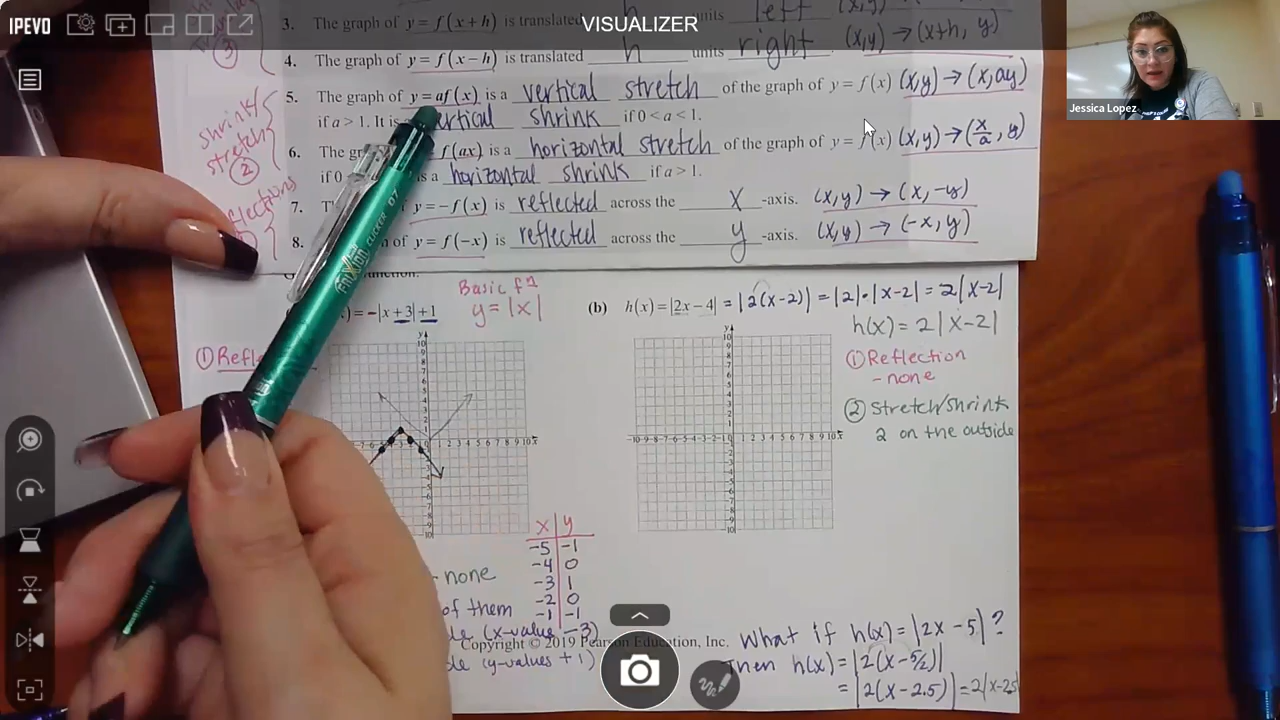 IPEVO
VISUALIZER
Jessica Lopez
3. The graph of y = f(x + h) is translated h units left
4. The graph of y = f(x − h) is translated h units right. (x,y) → (x+h, y)
5. The graph of y = af(x) is a vertical stretch of the graph of y = f(x) (x,y) → (x, ay)
if a > 1. It is vertical shrink if 0 < a < 1.
6. The f(ax) is a horizontal stretch of the graph of y = f(x) (x,y) → (x/a, y)
if 0 a horizontal shrink if a > 1.
7. y = −f(x) is reflected across the x -axis. (x,y) → (x, -y)
8. of y = f(−x) is reflected across the y -axis. (x,y) → (-x, y)
shrink/
stretch
②
③
Basic fn
y = |x|
= −|x + 3| + 1
① Refle
x y
-5 -1
-4 0
-3 1
-2 0
-1 -1
- none
of them
(x-value -3)
(y-values +1)
(b) h(x) = |2x − 4| = |2(x-2)| = |2|·|x-2| = 2|x-2|
h(x) = 2|x-2|
① Reflection
- none
② Stretch/Shrink
2 on the outside
Copyright © 2019 Pearson Education, Inc.
What if h(x) = |2x - 5| ?
Then h(x) = |2(x - 5/2)|
= |2(x - 2.5)| = 2|x-2.5